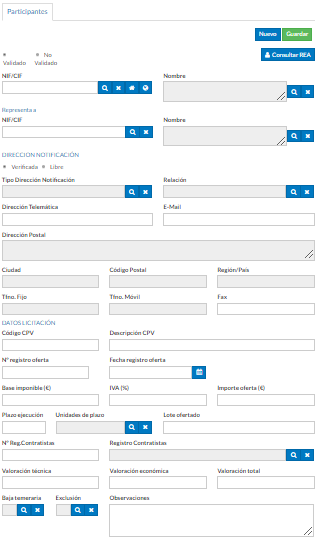 Participantes
Nuevo Guardar
Validado No Validado
Consultar REA
NIF/CIF Nombre
Representa a
NIF/CIF Nombre
DIRECCION NOTIFICACIÓN
Verificada Libre
Tipo Dirección Notificación Relación
Dirección Telemática E-Mail
Dirección Postal
Ciudad Código Postal Región/País
Tfno. Fijo Tfno. Móvil Fax
DATOS LICITACIÓN
Código CPV Descripción CPV
Nº registro oferta Fecha registro oferta
Base imponible (€) IVA (%) Importe oferta (€)
Plazo ejecución Unidades de plazo Lote ofertado
Nº Reg.Contratistas Registro Contratistas
Valoración técnica Valoración económica Valoración total
Baja temeraria Exclusión Observaciones